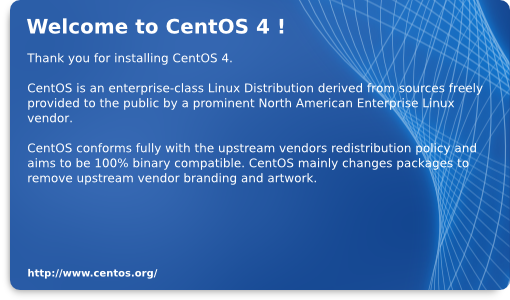 Welcome to CentOS 4 !
Thank you for installing CentOS 4.
CentOS is an enterprise-class Linux Distribution derived from sources freely
provided to the public by a prominent North American Enterprise Linux
vendor.
CentOS conforms fully with the upstream vendors redistribution policy and
aims to be 100% binary compatible. CentOS mainly changes packages to
remove upstream vendor branding and artwork.
http://www.centos.org/